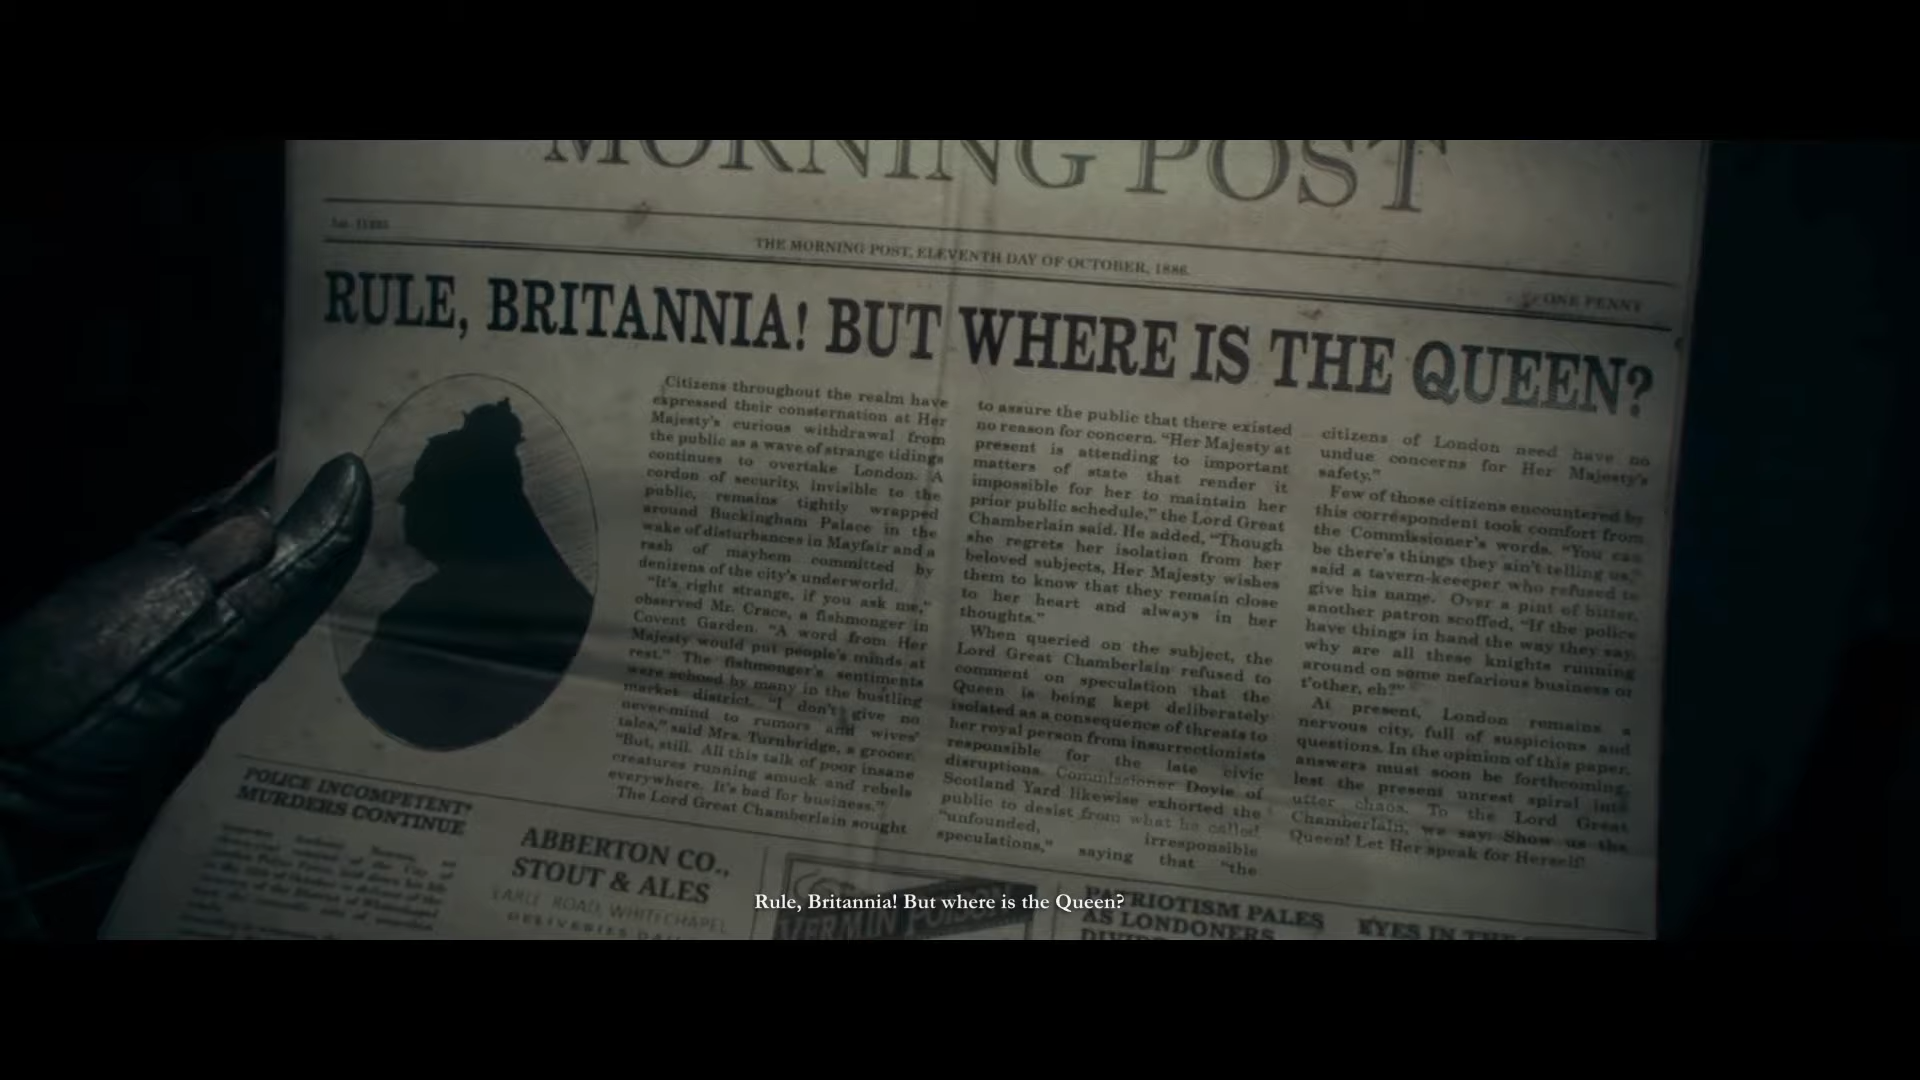 MORNING POST
THE MORNING POST, ELEVENTH DAY OF OCTOBER, 1886.
ONE PENNY
RULE, BRITANNIA! BUT WHERE IS THE QUEEN?
Citizens throughout the realm have
expressed their consternation at Her
Majesty's curious withdrawal from
the public as a wave of strange tidings
continues to overtake London. A
cordon of security, invisible to the
public, remains tightly wrapped
around Buckingham Palace in the
wake of disturbances in Mayfair and a
rash of mayhem committed by
denizens of the city's underworld.
"It's right strange, if you ask me,"
observed Mr. Crace, a fishmonger in
Covent Garden. "A word from Her
Majesty would put people's minds at
rest." The fishmonger's sentiments
were echoed by many in the bustling
market district. "I don't give no
never-mind to rumors and wives'
tales," said Mrs. Turnbridge, a grocer.
"But, still. All this talk of poor insane
creatures running amuck and rebels
everywhere. It's bad for business."
The Lord Great Chamberlain sought
to assure the public that there existed
no reason for concern. "Her Majesty at
present is attending to important
matters of state that render it
impossible for her to maintain her
prior public schedule," the Lord Great
Chamberlain said. He added, "Though
she regrets her isolation from her
beloved subjects, Her Majesty wishes
them to know that they remain close
to her heart and always in her
thoughts."
When queried on the subject, the
Lord Great Chamberlain refused to
comment on speculation that the
Queen is being kept deliberately
isolated as a consequence of threats to
her royal person from insurrectionists
responsible for the late civic
disruptions. Commissioner Doyle of
Scotland Yard likewise exhorted the
public to desist from what he called
"unfounded, irresponsible
speculations," saying that "the
citizens of London need have no
undue concerns for Her Majesty's
safety."
Few of those citizens encountered by
this correspondent took comfort from
the Commissioner's words. "You can
be there's things they ain't telling us,"
said a tavern-keeeper who refused to
give his name. Over a pint of bitter,
another patron scoffed, "If the police
have things in hand the way they say,
why are all these knights running
around on some nefarious business or
t'other, eh?"
At present, London remains a
nervous city, full of suspicions and
questions. In the opinion of this paper,
answers must soon be forthcoming,
lest the present unrest spiral into
utter chaos. To the Lord Great
Chamberlain, we say: Show us the
Queen! Let Her speak for Herself!
POLICE INCOMPETENT?
MURDERS CONTINUE
ABBERTON CO.,
STOUT & ALES
EARLE ROAD, WHITECHAPEL
VERMIN POISON
PATRIOTISM PALES
AS LONDONERS
EYES IN THE
Rule, Britannia! But where is the Queen?